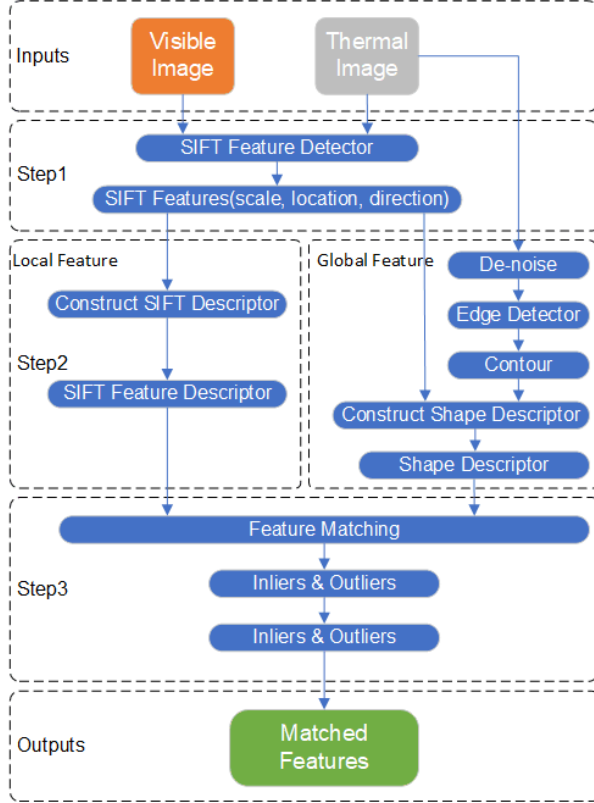 Inputs
Visible
Image
Thermal
Image
Step1
SIFT Feature Detector
SIFT Features(scale, location, direction)
Local Feature
Construct SIFT Descriptor
Step2
SIFT Feature Descriptor
Global Feature
De-noise
Edge Detector
Contour
Construct Shape Descriptor
Shape Descriptor
Feature Matching
Step3
Inliers & Outliers
Inliers & Outliers
Outputs
Matched
Features